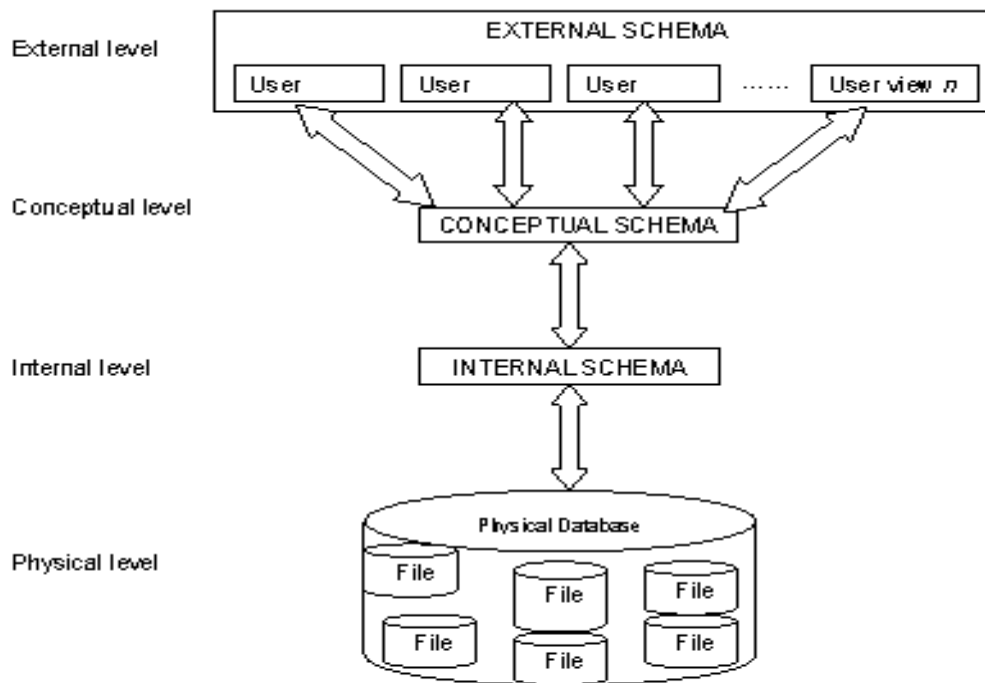 External level
EXTERNAL SCHEMA
User
User
User
......
User view n
Conceptual level
CONCEPTUAL SCHEMA
Internal level
INTERNAL SCHEMA
Physical Database
Physical level
File
File
File
File
File
File